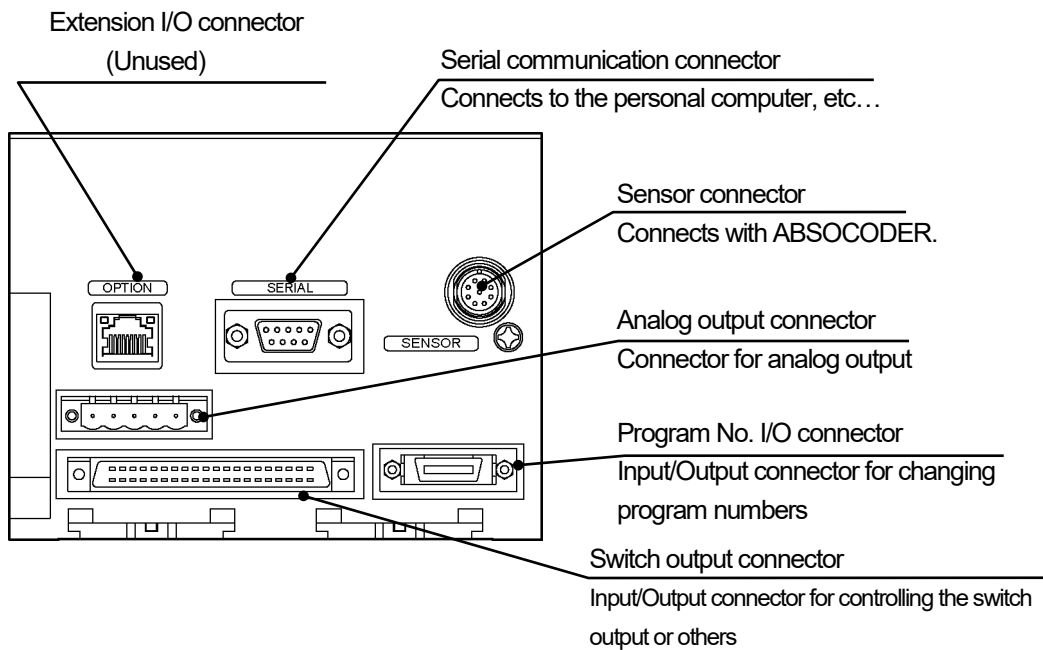 Extension I/O connector
(Unused)
Serial communication connector
Connects to the personal computer, etc…
Sensor connector
Connects with ABSOCODER.
OPTION
SERIAL
SENSOR
Analog output connector
Connector for analog output
Program No. I/O connector
Input/Output connector for changing
program numbers
Switch output connector
Input/Output connector for controlling the switch
output or others